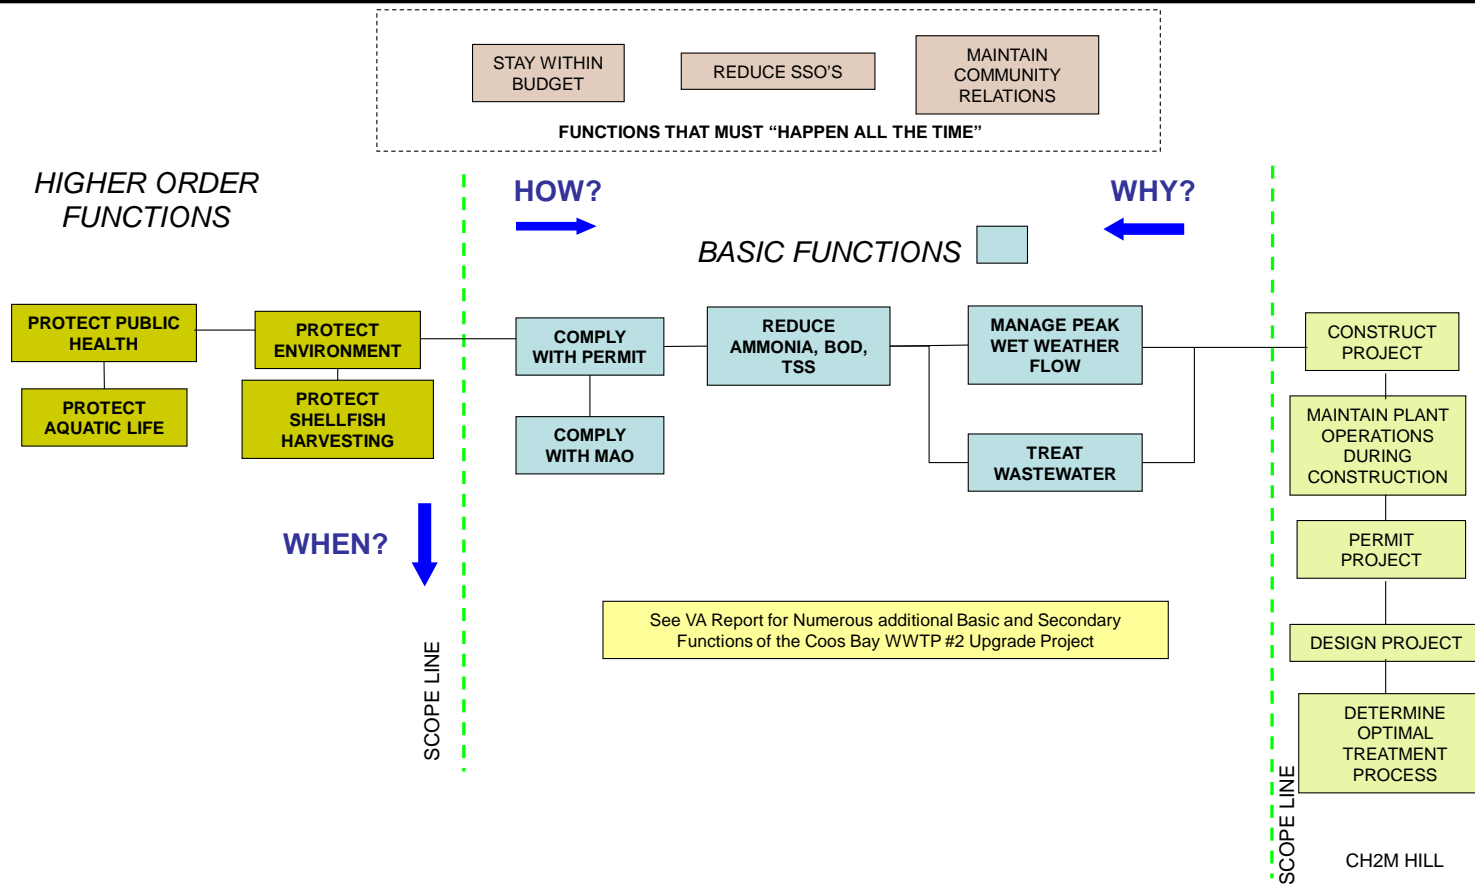 STAY WITHIN
BUDGET
REDUCE SSO'S
MAINTAIN
COMMUNITY
RELATIONS
FUNCTIONS THAT MUST “HAPPEN ALL THE TIME”
HIGHER ORDER
FUNCTIONS
HOW?
WHY?
BASIC FUNCTIONS
PROTECT PUBLIC
HEALTH
PROTECT
ENVIRONMENT
COMPLY
WITH PERMIT
REDUCE
AMMONIA, BOD,
TSS
MANAGE PEAK
WET WEATHER
FLOW
CONSTRUCT
PROJECT
PROTECT
AQUATIC LIFE
PROTECT
SHELLFISH
HARVESTING
COMPLY
WITH MAO
TREAT
WASTEWATER
MAINTAIN PLANT
OPERATIONS
DURING
CONSTRUCTION
WHEN?
PERMIT
PROJECT
See VA Report for Numerous additional Basic and Secondary
Functions of the Coos Bay WWTP #2 Upgrade Project
DESIGN PROJECT
SCOPE LINE
DETERMINE
OPTIMAL
TREATMENT
PROCESS
SCOPE LINE
CH2M HILL